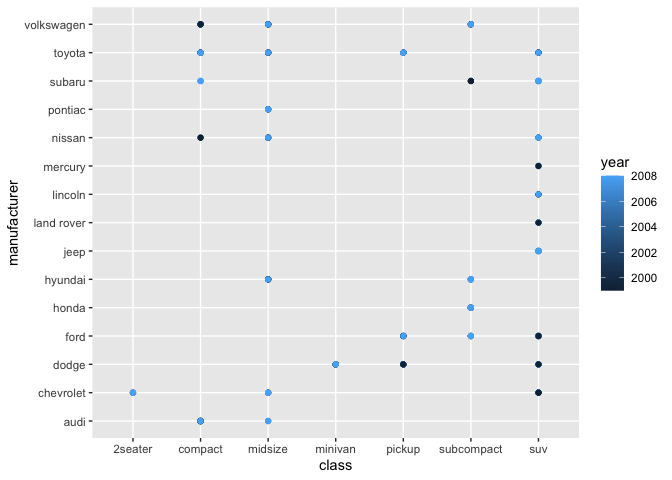 volkswagen
toyota
subaru
pontiac
nissan
mercury
lincoln
land rover
jeep
hyundai
honda
ford
dodge
chevrolet
audi
manufacturer
2seater compact midsize minivan pickup subcompact suv
class
year
2008
2006
2004
2002
2000